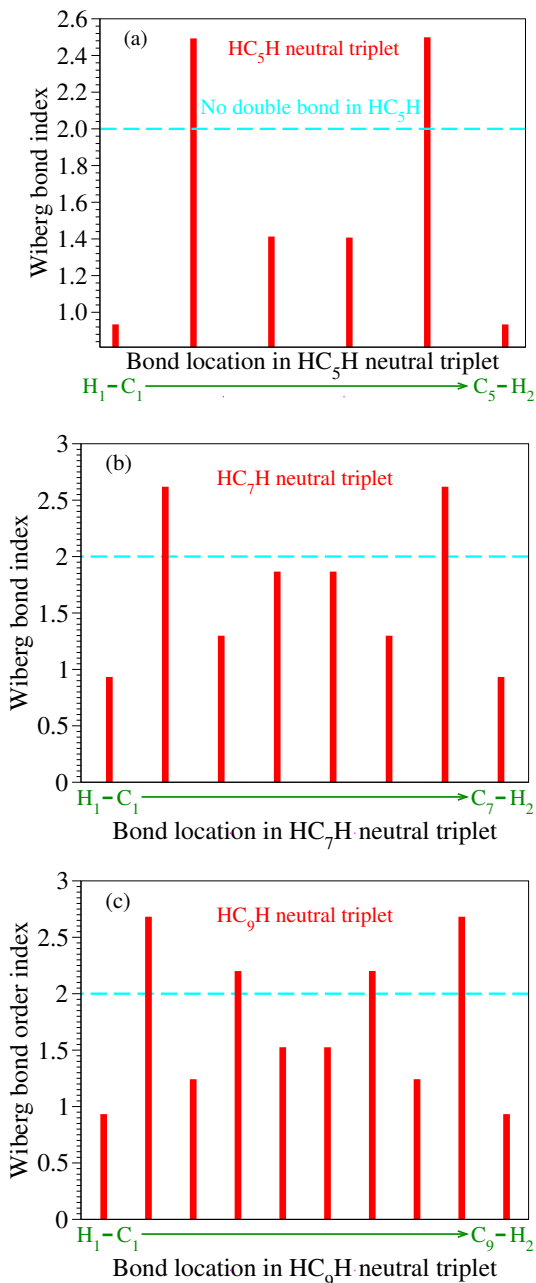 (a)
HC₅H neutral triplet
No double bond in HC₅H
2.6
2.4
2.2
2.0
1.8
1.6
1.4
1.2
1.0
Wiberg bond index
Bond location in HC₅H neutral triplet
H₁−C₁ C₅−H₂
(b)
HC₇H neutral triplet
3
2.5
2
1.5
1
0.5
0
Wiberg bond index
H₁−C₁ C₇−H₂
Bond location in HC₇H neutral triplet
(c)
HC₉H neutral triplet
3
2.5
2
1.5
1
0.5
0
Wiberg bond order index
H₁−C₁ C₉−H₂
Bond location in HC₉H neutral triplet